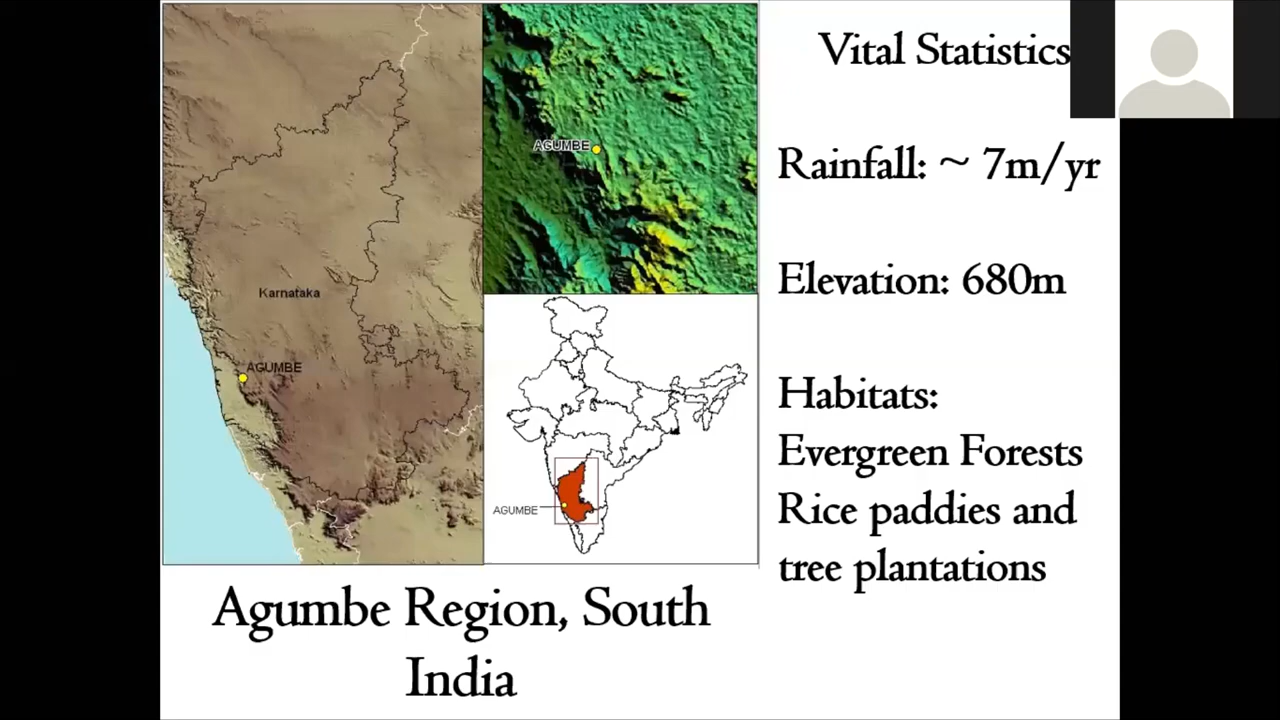 AGUMBE
Karnataka
AGUMBE
AGUMBE
Agumbe Region, South
India
Vital Statistics
Rainfall: ~ 7m/yr
Elevation: 680m
Habitats:
Evergreen Forests
Rice paddies and
tree plantations